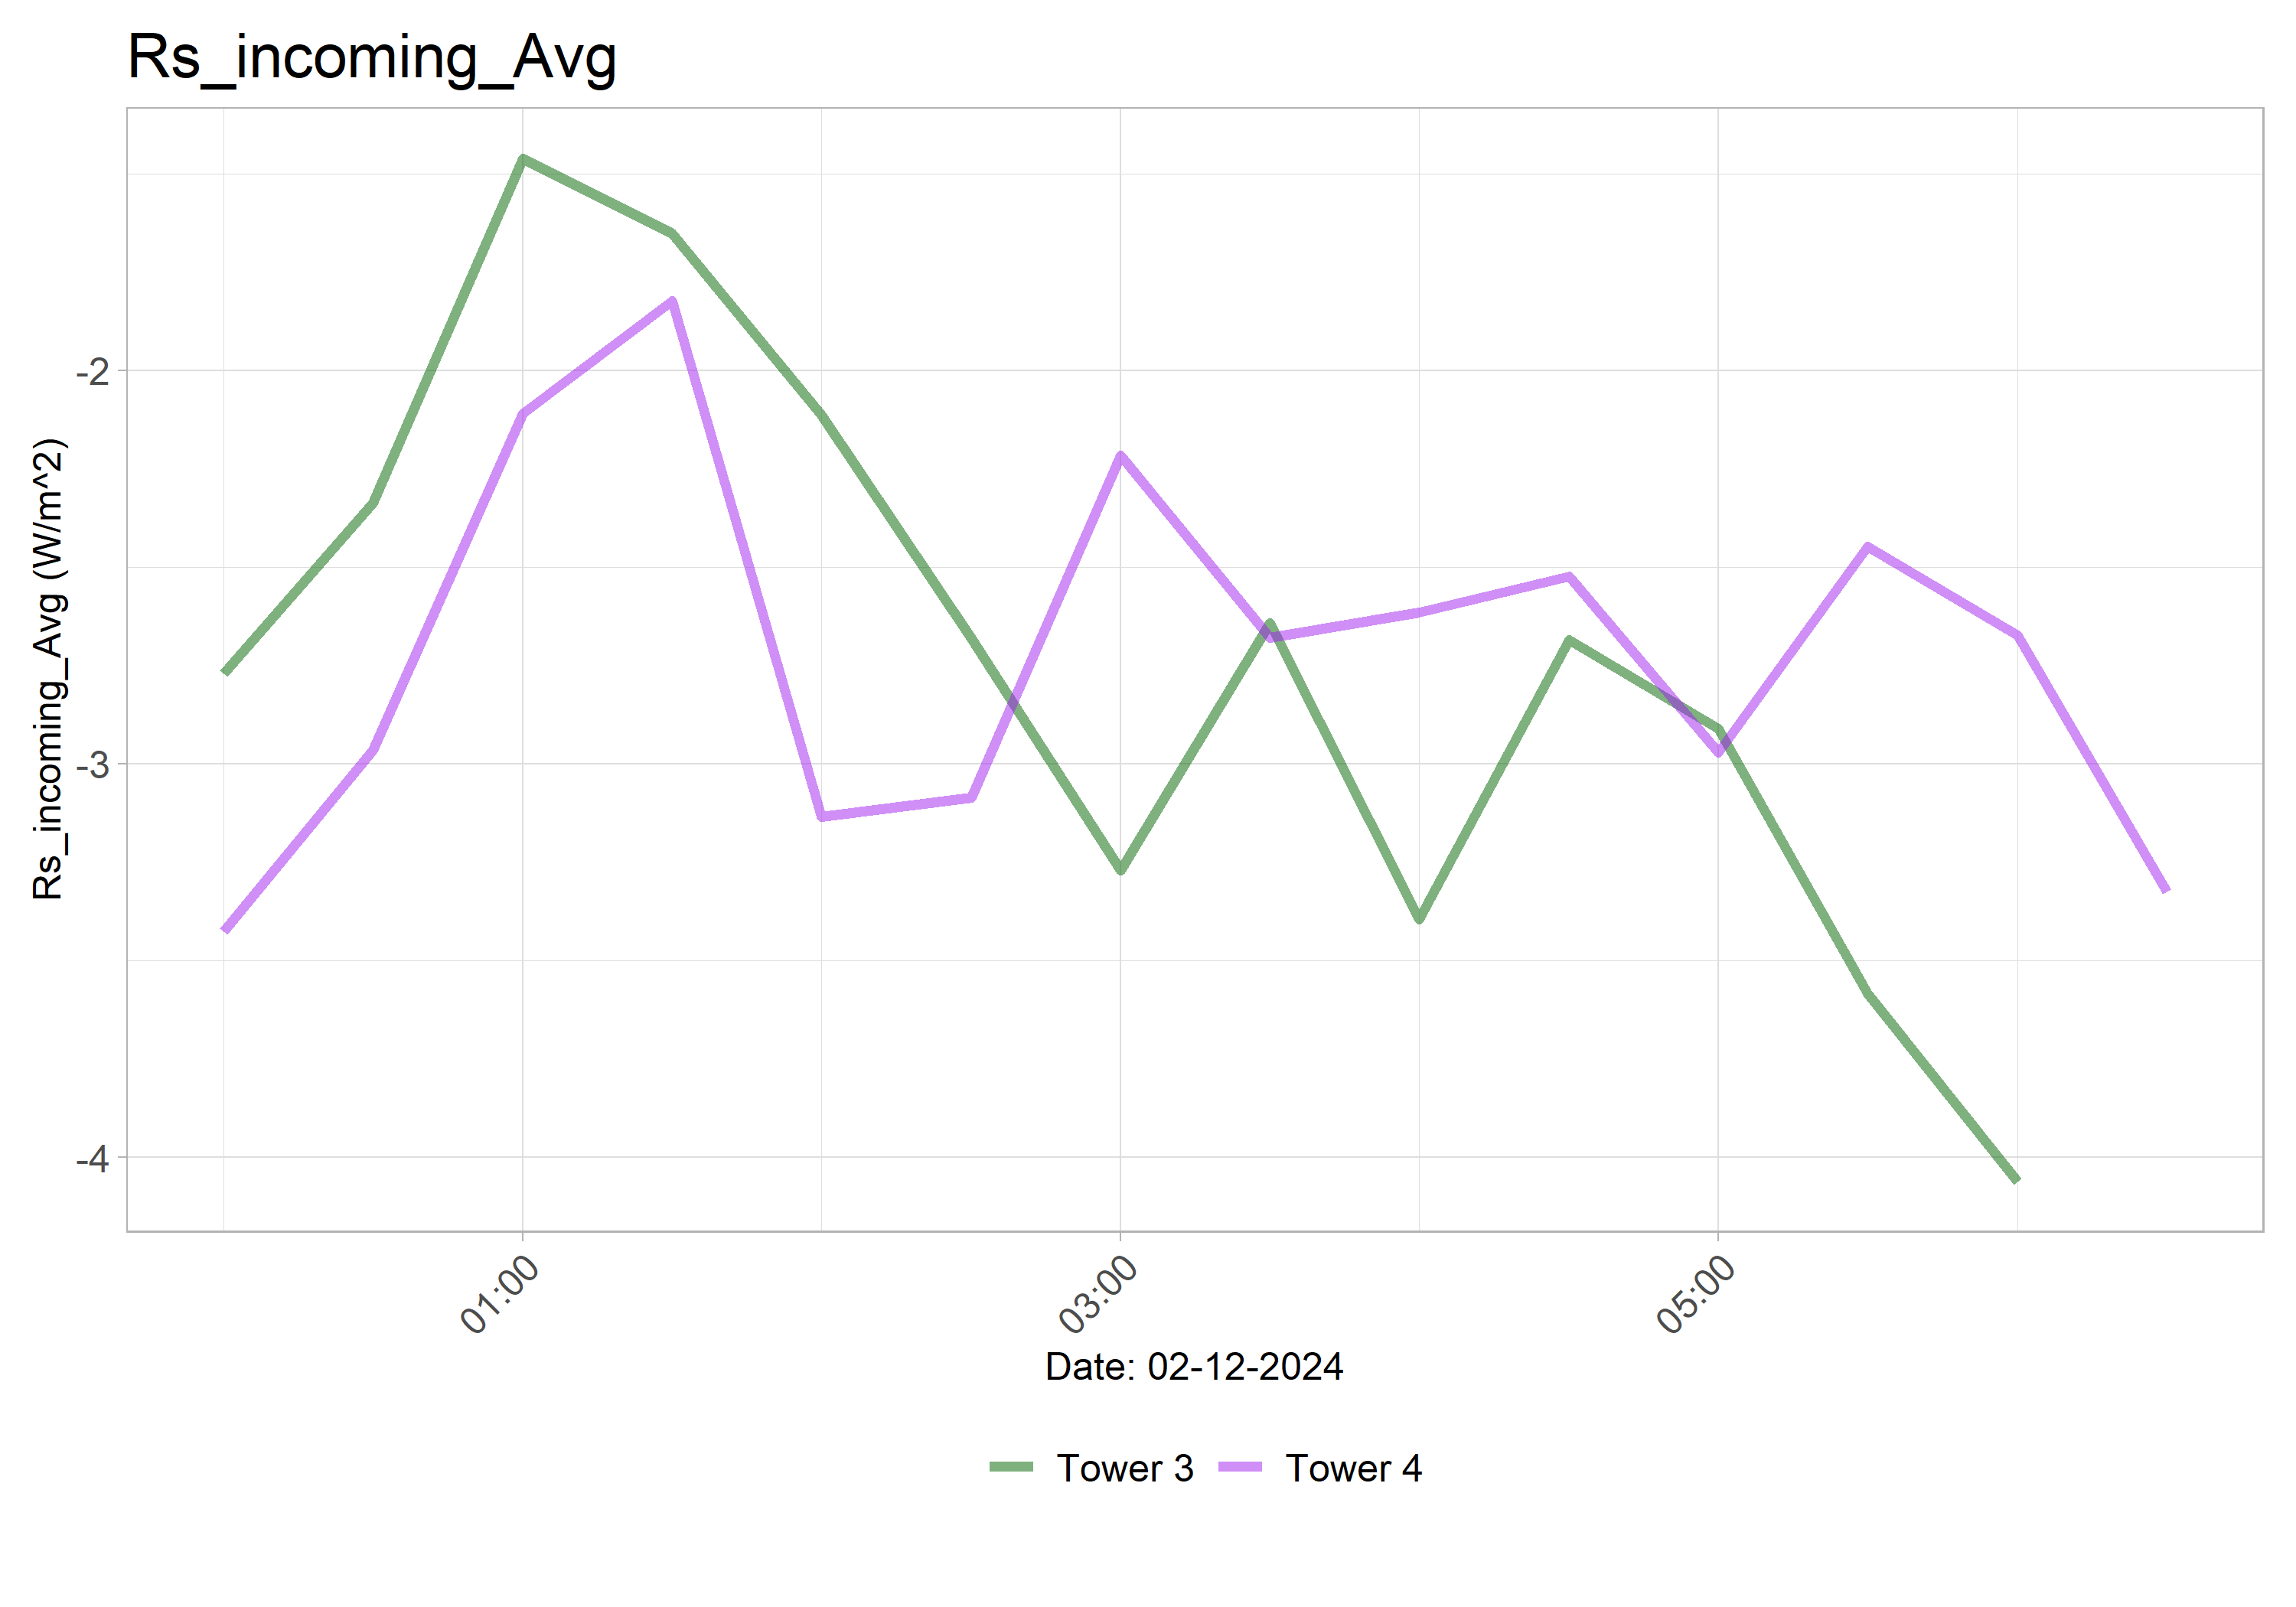 Rs_incoming_Avg
Rs_incoming_Avg (W/m^2)
-2
-3
-4
01:00
03:00
05:00
Date: 02-12-2024
Tower 3
Tower 4